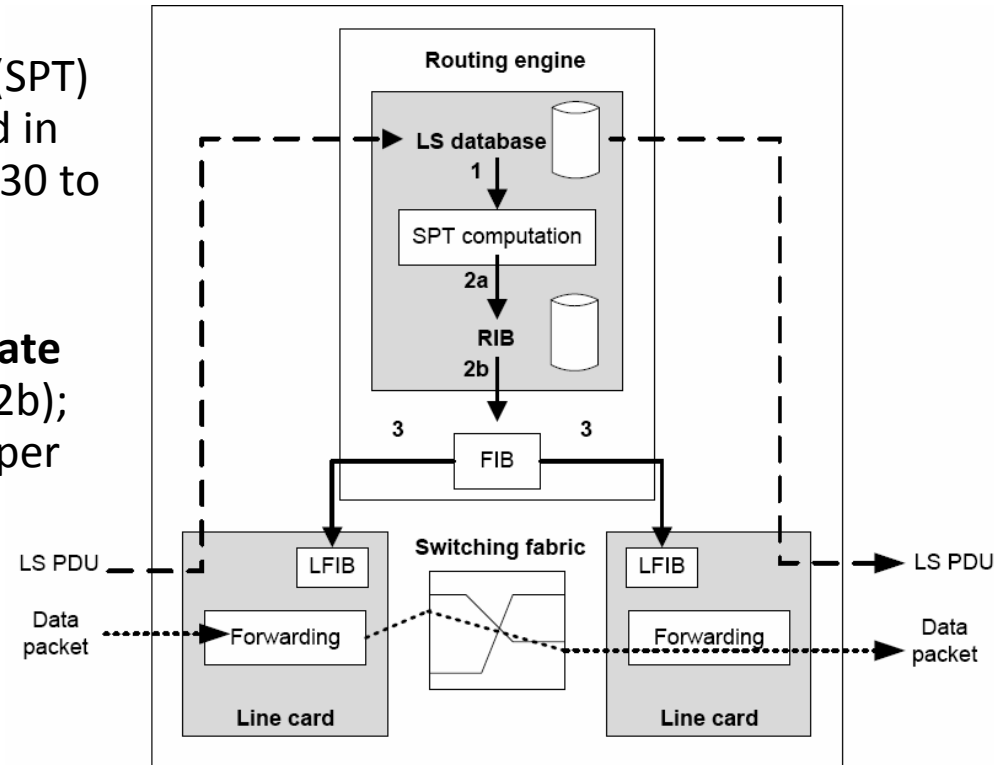 (SPT)
d in
30 to
ate
2b);
per
Routing engine
LS database
1
SPT computation
2a
RIB
2b
3
3
FIB
LFIB
Switching fabric
LFIB
LS PDU
LS PDU
Data
packet
Forwarding
Forwarding
Data
packet
Line card
Line card